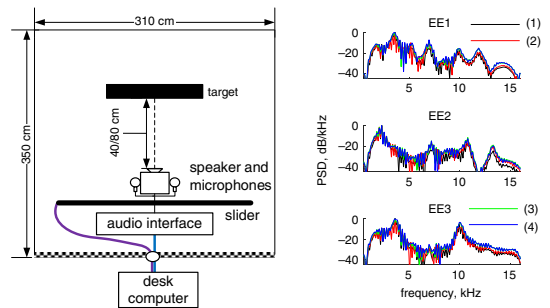 310 cm
350 cm
target
40/80 cm
speaker and
microphones
slider
audio interface
desk
computer
PSD, dB/kHz
EE1
(1)
(2)
0
−20
−40
5 10 15
EE2
0
−20
−40
5 10 15
EE3
(3)
(4)
0
−20
−40
5 10 15
frequency, kHz